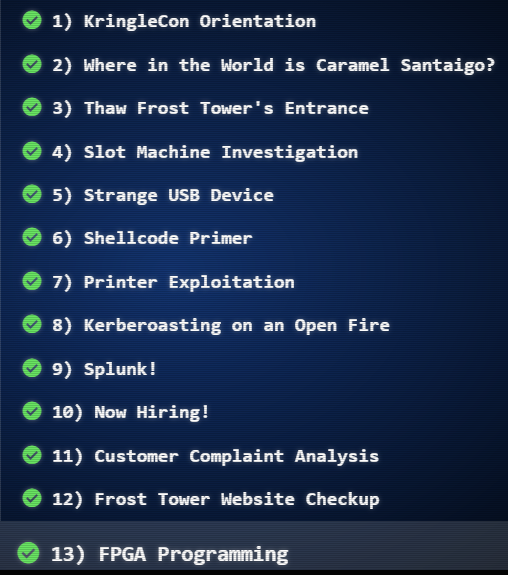 1) KringleCon Orientation
2) Where in the World is Caramel Santaigo?
3) Thaw Frost Tower's Entrance
4) Slot Machine Investigation
5) Strange USB Device
6) Shellcode Primer
7) Printer Exploitation
8) Kerberoasting on an Open Fire
9) Splunk!
10) Now Hiring!
11) Customer Complaint Analysis
12) Frost Tower Website Checkup
13) FPGA Programming